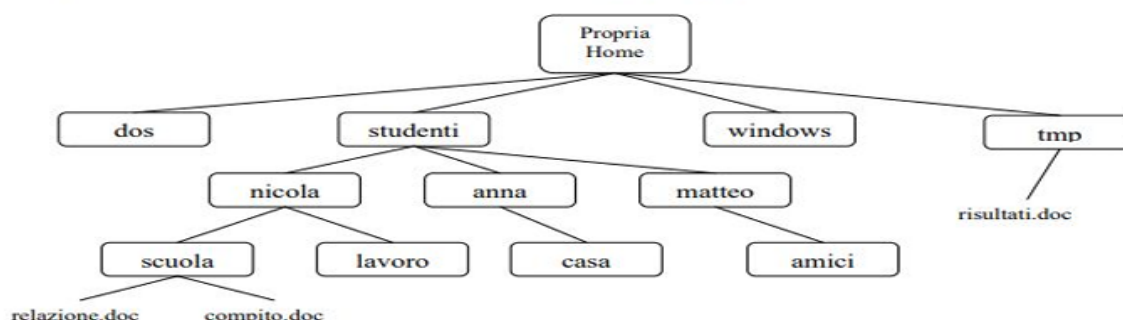 Propria
Home
dos studenti windows tmp
nicola anna matteo
risultati.doc
scuola lavoro casa amici
relazione.doc compito.doc